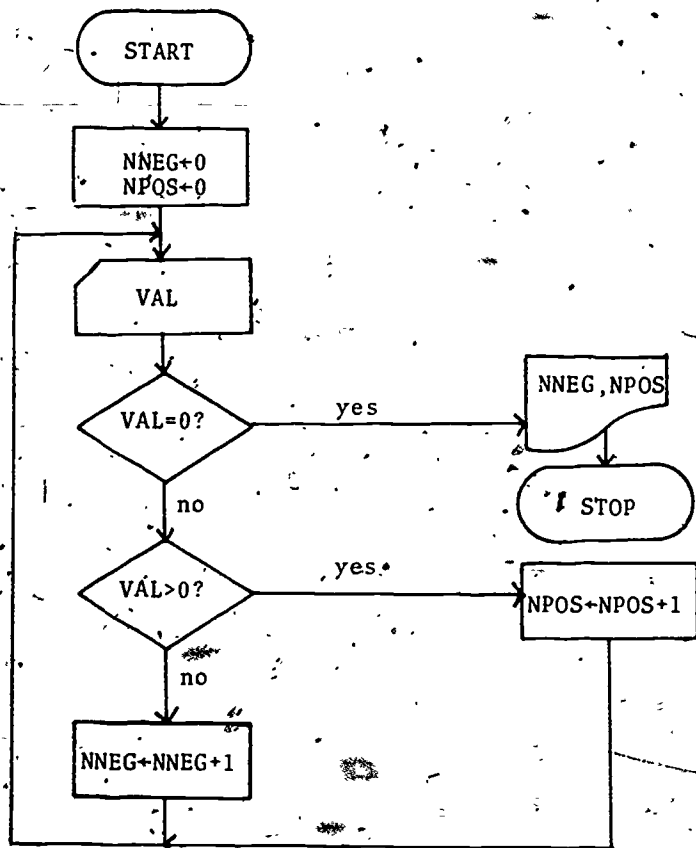 START
NNEG←0
NPOS←0
VAL
VAL=0?
yes
NNEG,NPOS
no
STOP
VAL>0?
yes
NPOS←NPOS+1
no
NNEG←NNEG+1